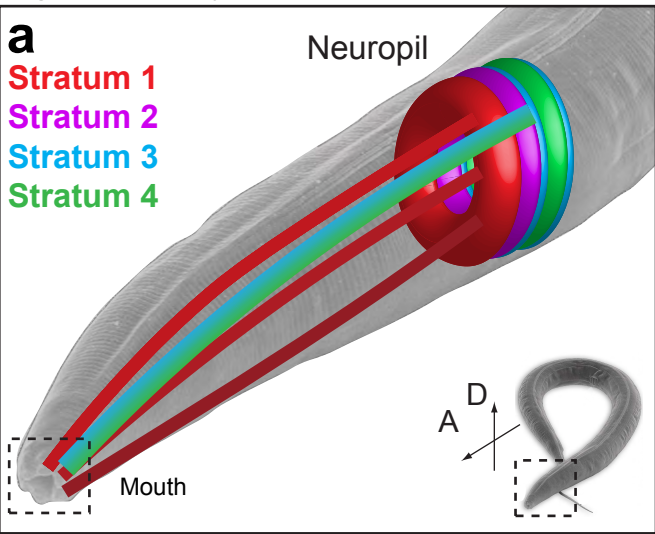 a
Neuropil
Stratum 1
Stratum 2
Stratum 3
Stratum 4
D
A
Mouth